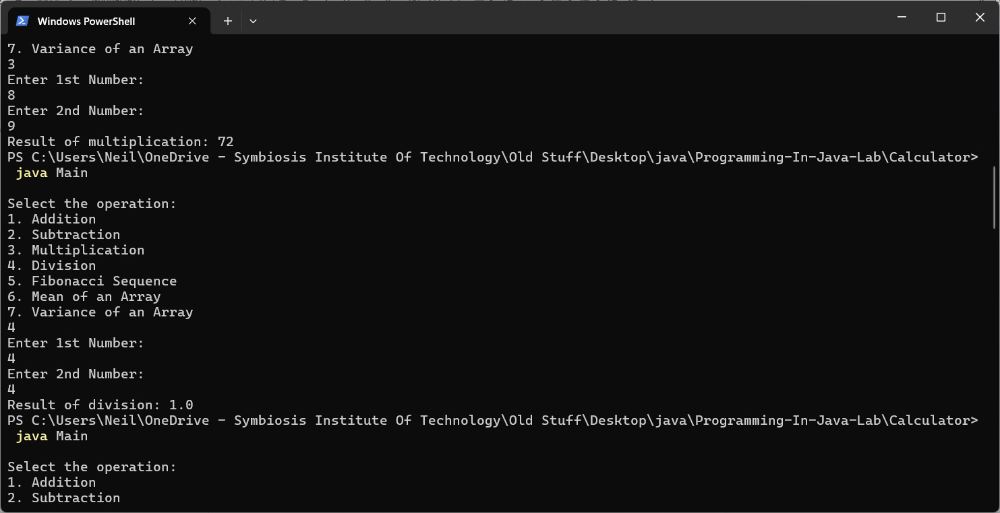 Windows PowerShell
7. Variance of an Array
3
Enter 1st Number:
8
Enter 2nd Number:
9
Result of multiplication: 72
PS C:\Users\Neil\OneDrive - Symbiosis Institute Of Technology\Old Stuff\Desktop\java\Programming-In-Java-Lab\Calculator>
java Main
Select the operation:
1. Addition
2. Subtraction
3. Multiplication
4. Division
5. Fibonacci Sequence
6. Mean of an Array
7. Variance of an Array
4
Enter 1st Number:
4
Enter 2nd Number:
4
Result of division: 1.0
PS C:\Users\Neil\OneDrive - Symbiosis Institute Of Technology\Old Stuff\Desktop\java\Programming-In-Java-Lab\Calculator>
java Main
Select the operation:
1. Addition
2. Subtraction